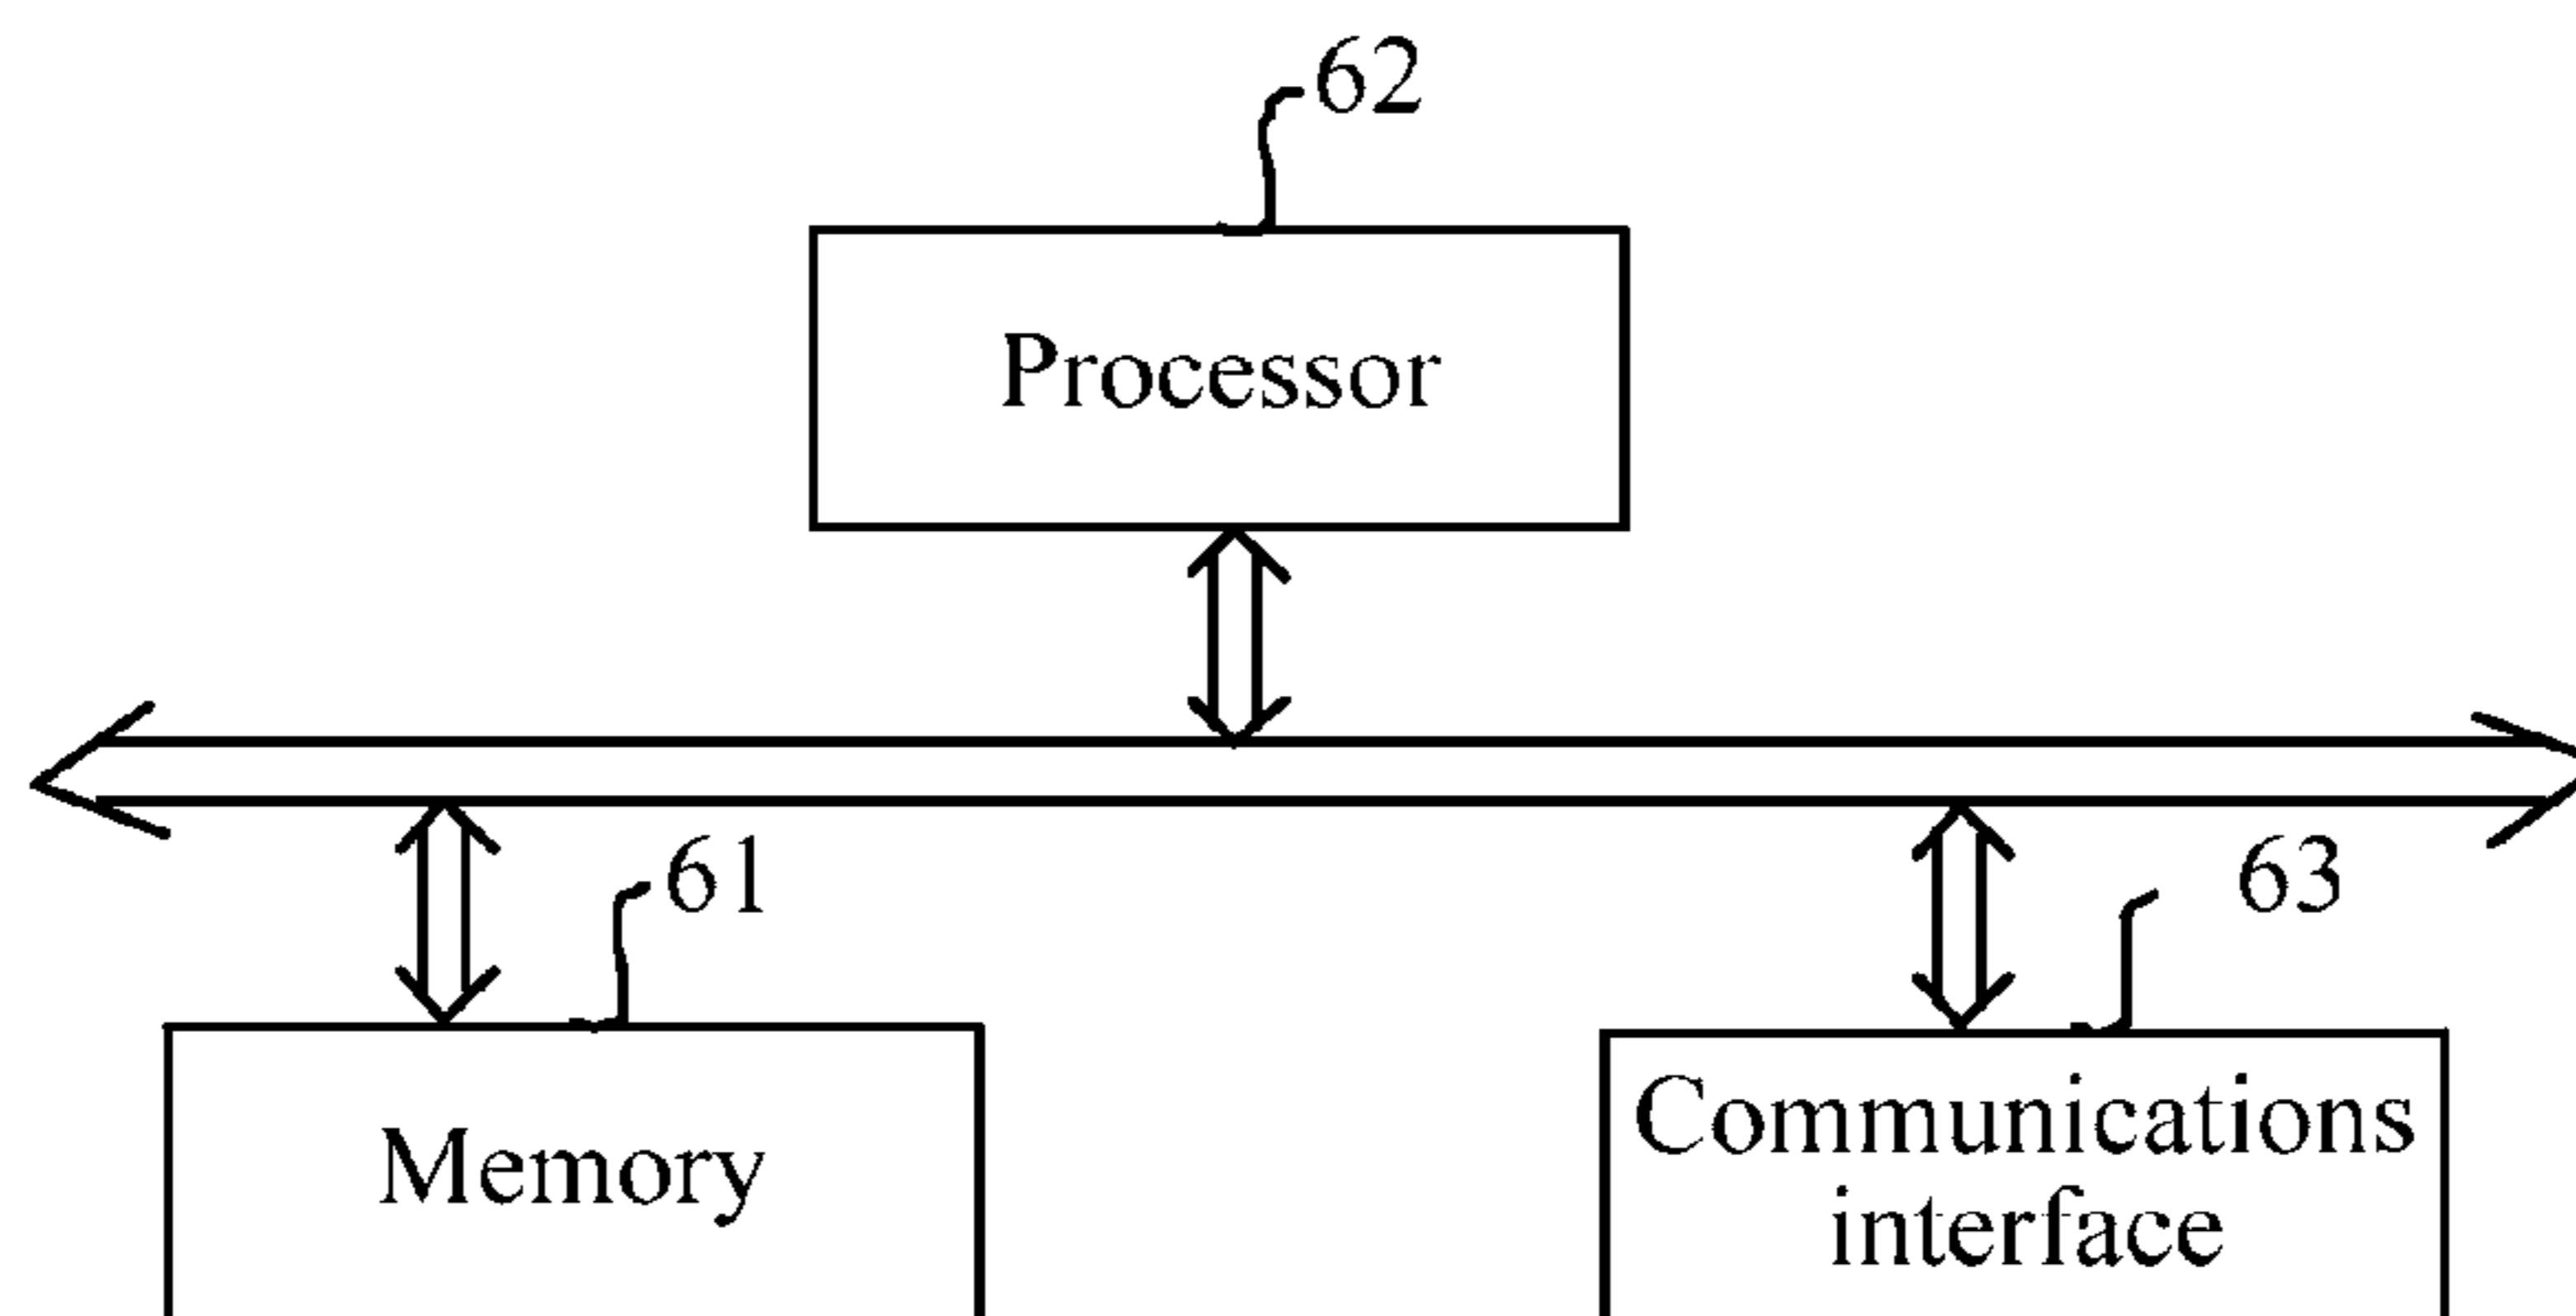 62
Processor
61
63
Memory
Communications
interface